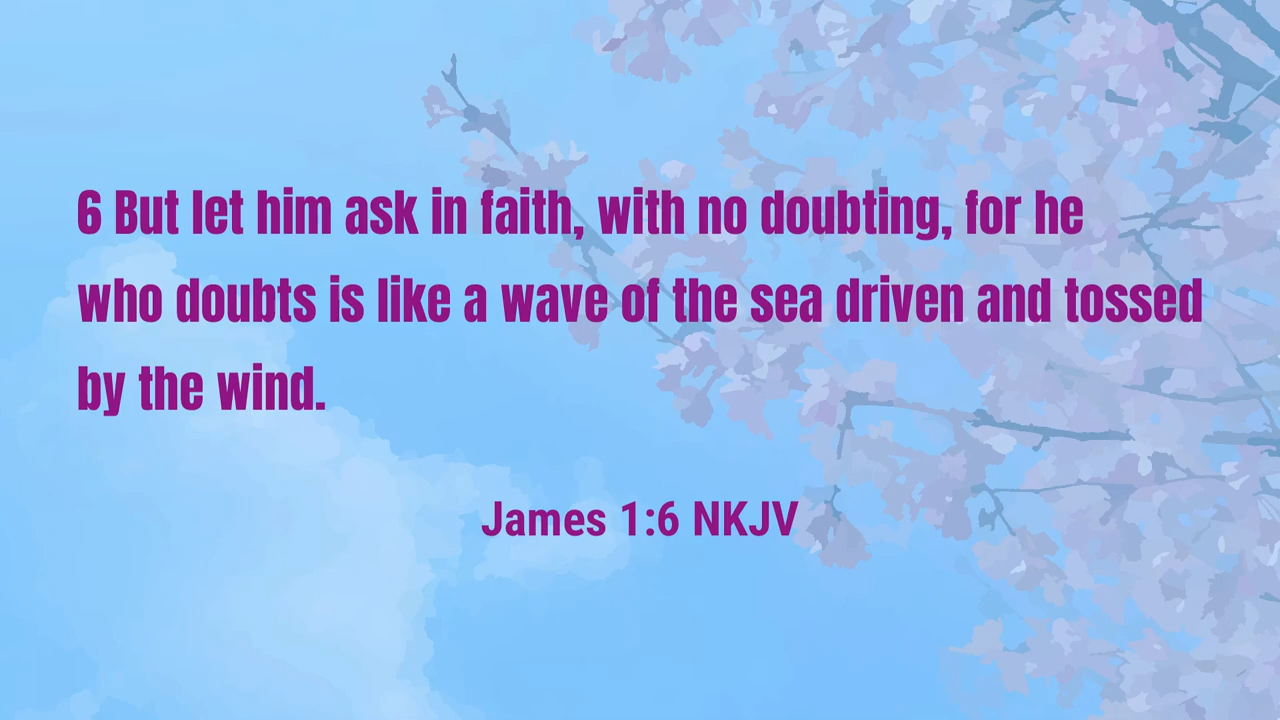 6 But let him ask in faith, with no doubting, for he
who doubts is like a wave of the sea driven and tossed
by the wind.
James 1:6 NKJV